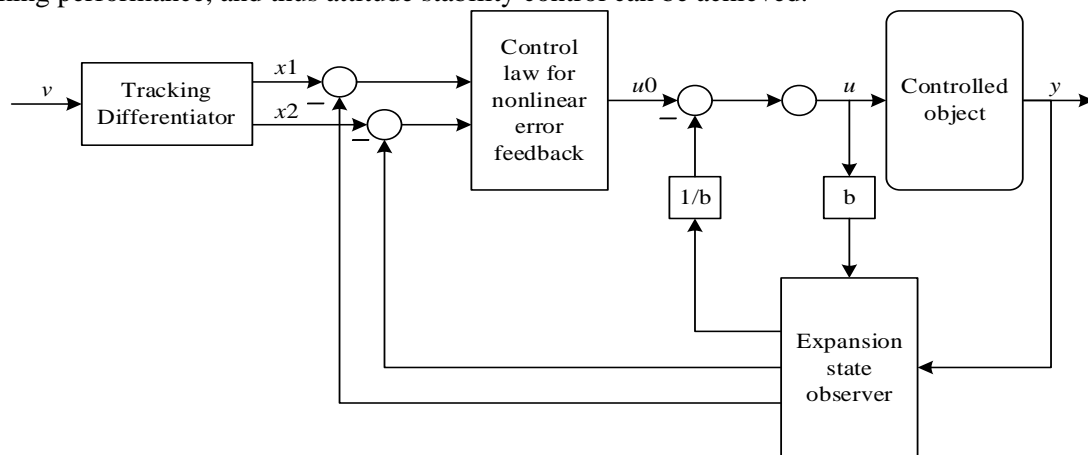 ning performance, and thus attitude stability control can be achieved.
v
Tracking
Differentiator
x1
x2
−
−
Control
law for
nonlinear
error
feedback
u0
−
u
Controlled
object
y
1/b
b
Expansion
state
observer